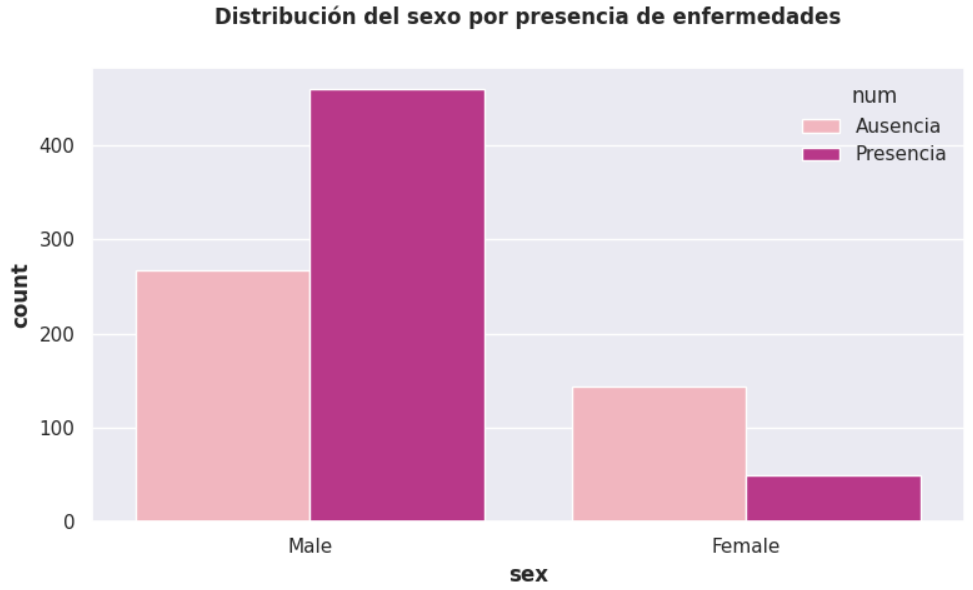 Distribución del sexo por presencia de enfermedades
num
Ausencia
Presencia
400
300
200
100
0
count
Male
Female
sex